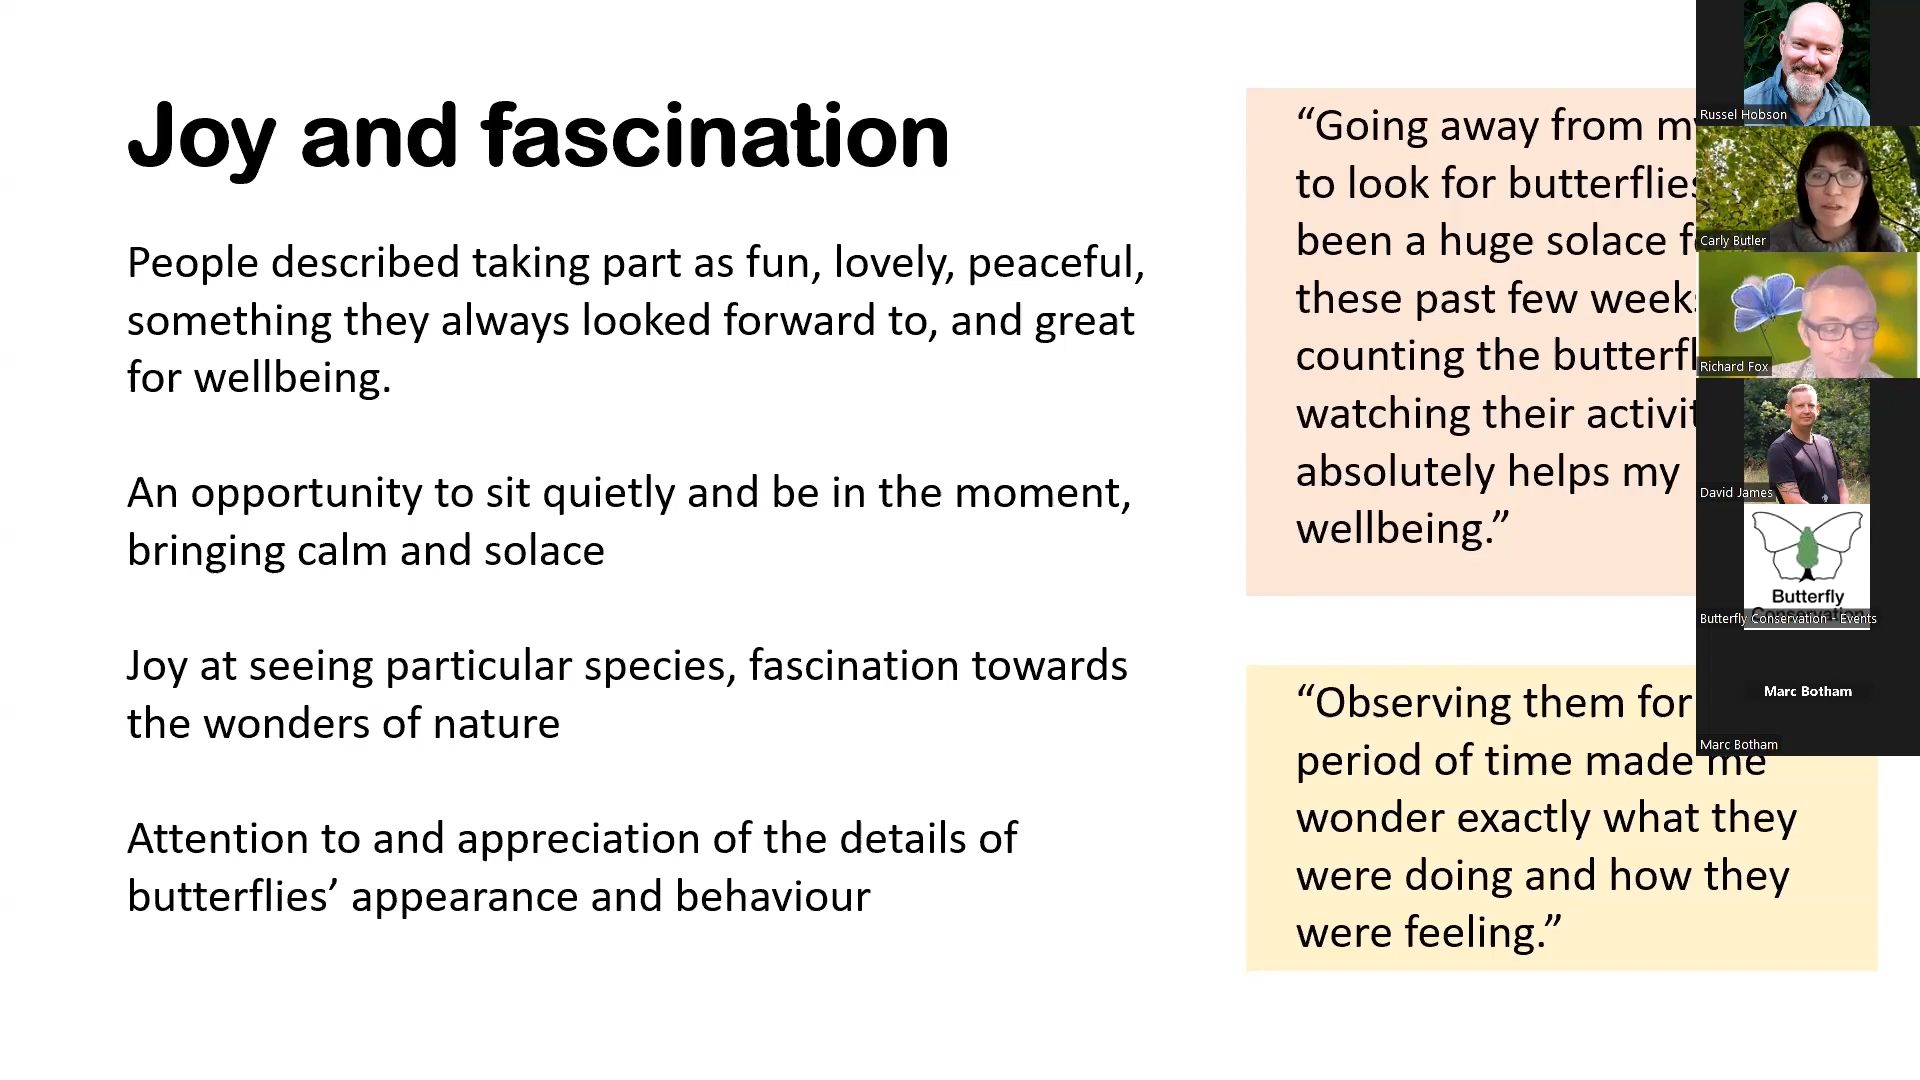 Joy and fascination
People described taking part as fun, lovely, peaceful,
something they always looked forward to, and great
for wellbeing.
An opportunity to sit quietly and be in the moment,
bringing calm and solace
Joy at seeing particular species, fascination towards
the wonders of nature
Attention to and appreciation of the details of
butterflies’ appearance and behaviour
“Going away from
to look for butterflies
been a huge solace
these past few weeks
counting the
watching their
absolutely helps my
wellbeing.”
“Observing them for
period of time made me
wonder exactly what they
were doing and how they
were feeling.”
Russel Hobson
Carly Butler
Richard Fox
David James
Butterfly
Conservation
Butterfly Conservation - Events
Marc Botham
Marc Botham